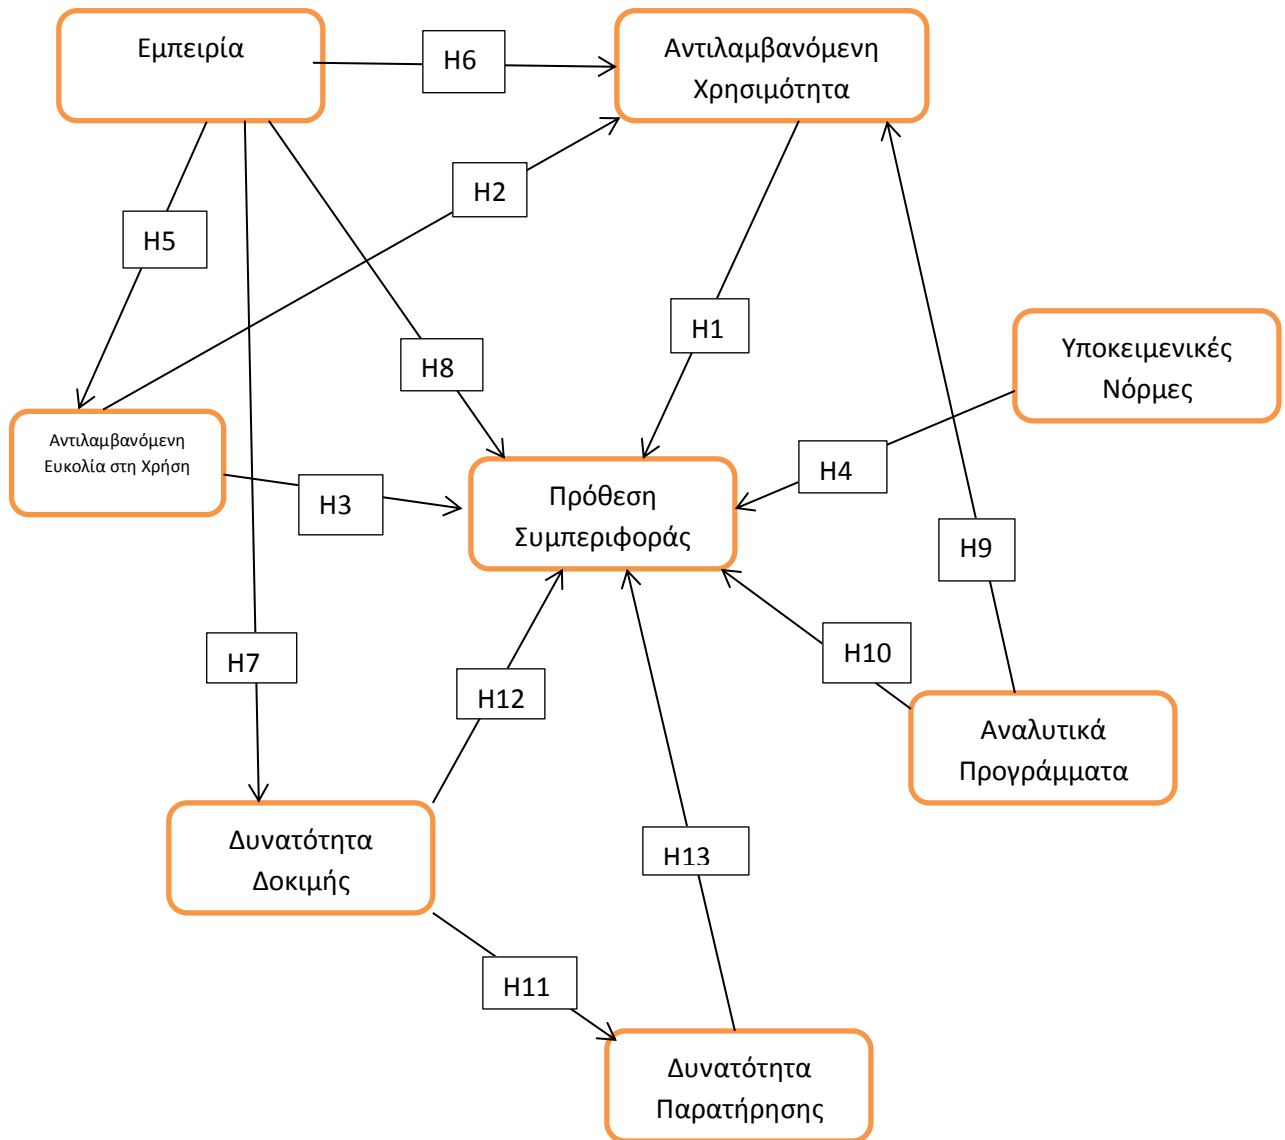 Εμπειρία
H6
Αντιλαμβανόμενη
Χρησιμότητα
H2
H5
H1
H8
Υποκειμενικές
Νόρμες
Αντιλαμβανόμενη
Ευκολία στη Χρήση
H3
Πρόθεση
Συμπεριφοράς
H4
H9
H7
H12
H10
Αναλυτικά
Προγράμματα
Δυνατότητα
Δοκιμής
H13
H11
Δυνατότητα
Παρατήρησης